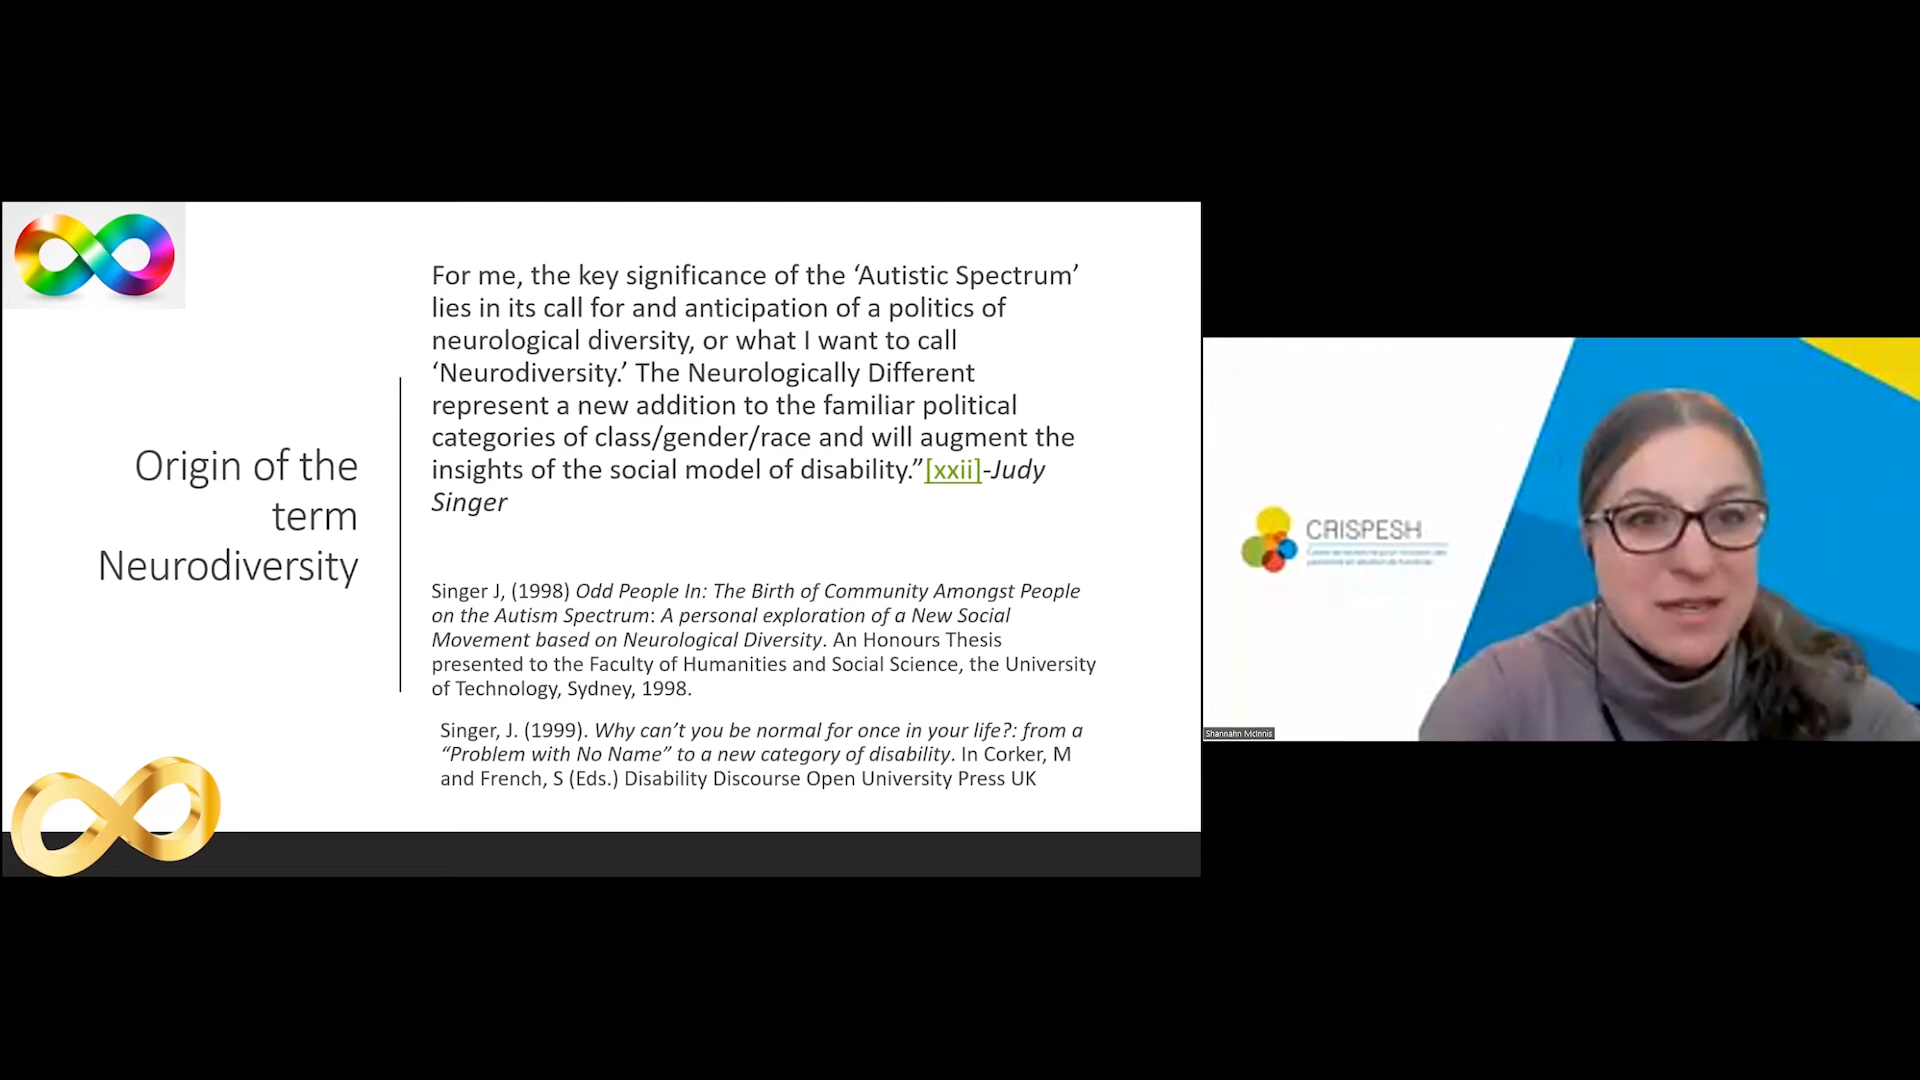 Origin of the
term
Neurodiversity
For me, the key significance of the ‘Autistic Spectrum’
lies in its call for and anticipation of a politics of
neurological diversity, or what I want to call
‘Neurodiversity.’ The Neurologically Different
represent a new addition to the familiar political
categories of class/gender/race and will augment the
insights of the social model of disability.”[xxii]-Judy
Singer
Singer J, (1998) Odd People In: The Birth of Community Amongst People
on the Autism Spectrum: A personal exploration of a New Social
Movement based on Neurological Diversity. An Honours Thesis
presented to the Faculty of Humanities and Social Science, the University
of Technology, Sydney, 1998.
Singer, J. (1999). Why can’t you be normal for once in your life?: from a
“Problem with No Name” to a new category of disability. In Corker, M
and French, S (Eds.) Disability Discourse Open University Press UK
CRISPESH
Shannahn McInnis